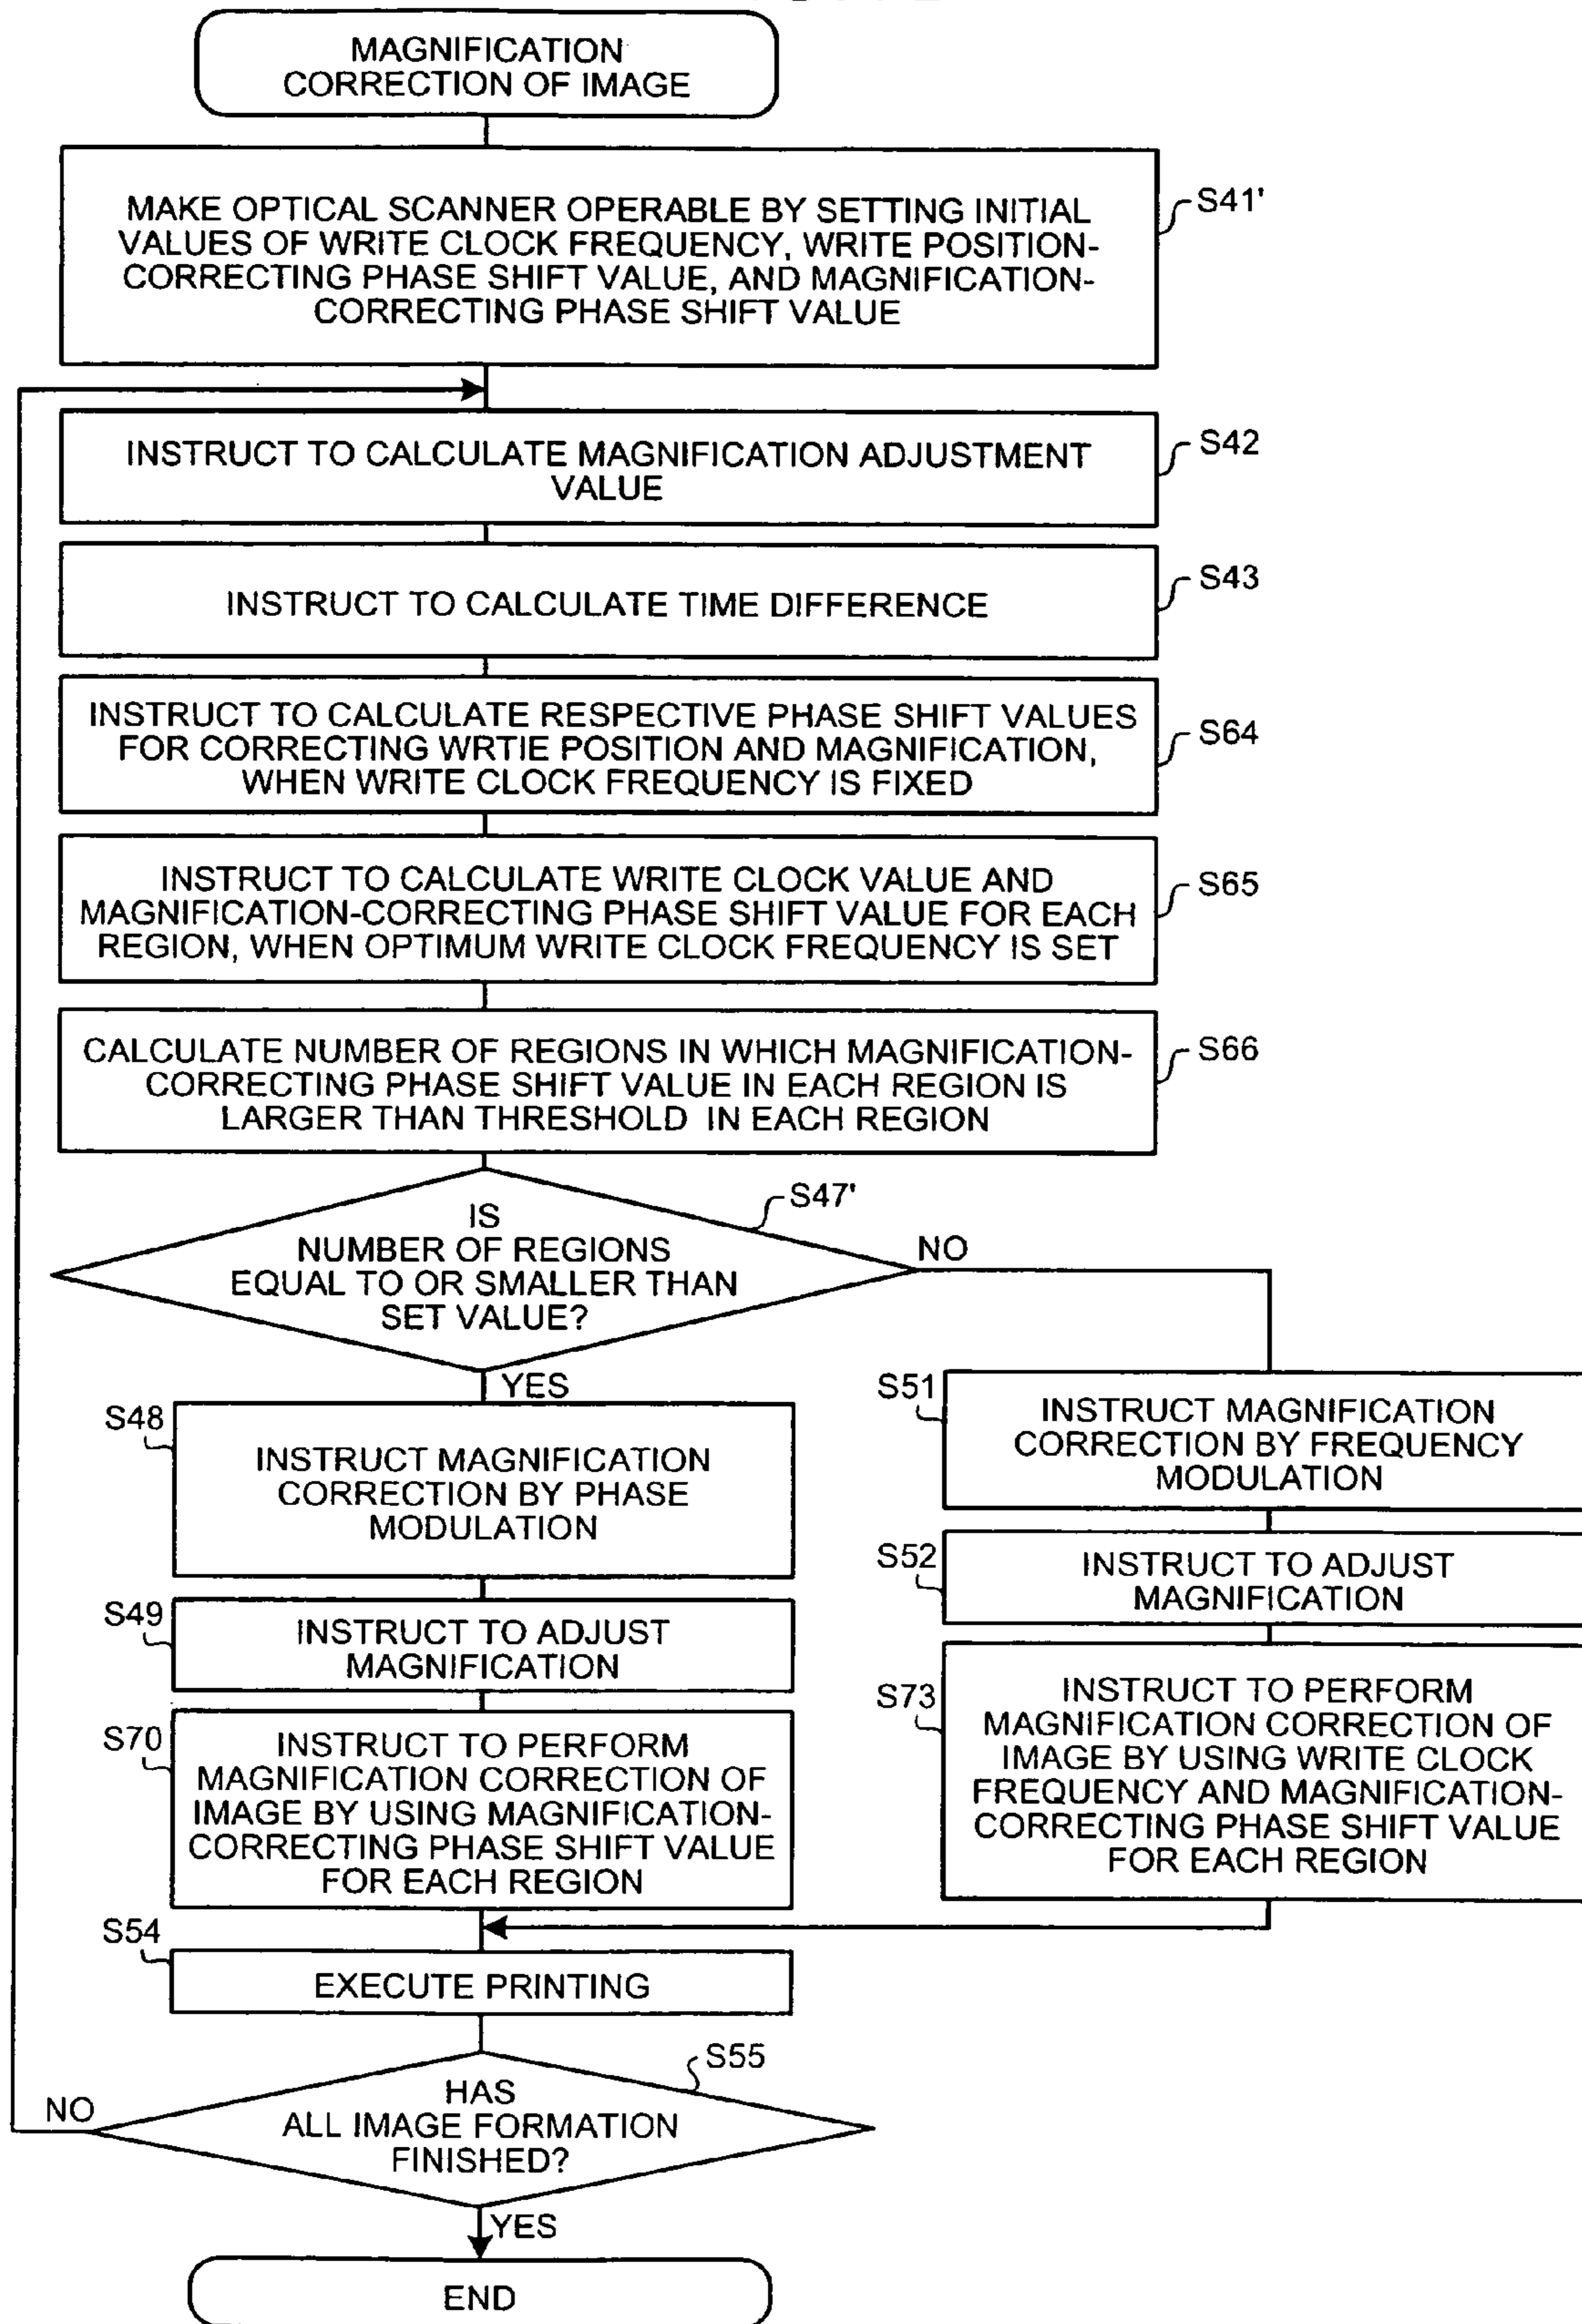 MAGNIFICATION
CORRECTION OF IMAGE
MAKE OPTICAL SCANNER OPERABLE BY SETTING INITIAL
VALUES OF WRITE CLOCK FREQUENCY, WRITE POSITION-
CORRECTING PHASE SHIFT VALUE, AND MAGNIFICATION-
CORRECTING PHASE SHIFT VALUE
S41'
INSTRUCT TO CALCULATE MAGNIFICATION ADJUSTMENT
VALUE
S42
INSTRUCT TO CALCULATE TIME DIFFERENCE
S43
INSTRUCT TO CALCULATE RESPECTIVE PHASE SHIFT VALUES
FOR CORRECTING WRTIE POSITION AND MAGNIFICATION,
WHEN WRITE CLOCK FREQUENCY IS FIXED
S64
INSTRUCT TO CALCULATE WRITE CLOCK VALUE AND
MAGNIFICATION-CORRECTING PHASE SHIFT VALUE FOR EACH
REGION, WHEN OPTIMUM WRITE CLOCK FREQUENCY IS SET
S65
CALCULATE NUMBER OF REGIONS IN WHICH MAGNIFICATION-
CORRECTING PHASE SHIFT VALUE IN EACH REGION IS
LARGER THAN THRESHOLD IN EACH REGION
S66
S47'
IS
NUMBER OF REGIONS
EQUAL TO OR SMALLER THAN
SET VALUE?
NO
YES
S48
INSTRUCT MAGNIFICATION
CORRECTION BY PHASE
MODULATION
S49
INSTRUCT TO ADJUST
MAGNIFICATION
S70
INSTRUCT TO PERFORM
MAGNIFICATION CORRECTION OF
IMAGE BY USING MAGNIFICATION-
CORRECTING PHASE SHIFT VALUE
FOR EACH REGION
S51
INSTRUCT MAGNIFICATION
CORRECTION BY FREQUENCY
MODULATION
S52
INSTRUCT TO ADJUST
MAGNIFICATION
S73
INSTRUCT TO PERFORM
MAGNIFICATION CORRECTION OF
IMAGE BY USING WRITE CLOCK
FREQUENCY AND MAGNIFICATION-
CORRECTING PHASE SHIFT VALUE
FOR EACH REGION
S54
EXECUTE PRINTING
S55
HAS
ALL IMAGE FORMATION
FINISHED?
NO
YES
END